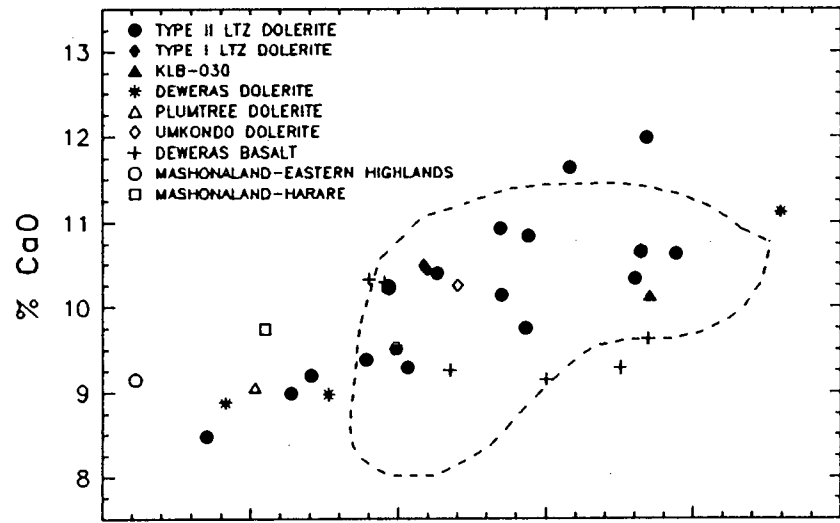 13
12
11
10
9
8
% CaO
TYPE II LTZ DOLERITE
TYPE I LTZ DOLERITE
KLB-030
DEWERAS DOLERITE
PLUMTREE DOLERITE
UMKONDO DOLERITE
DEWERAS BASALT
MASHONALAND-EASTERN HIGHLANDS
MASHONALAND-HARARE